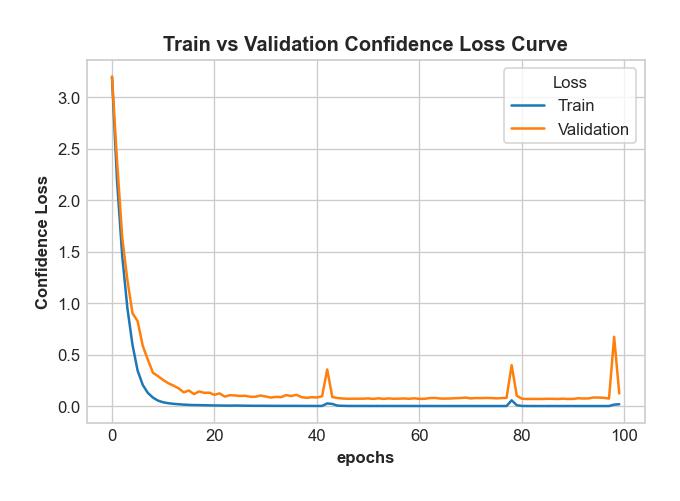 Train vs Validation Confidence Loss Curve
Loss
Train
Validation
Confidence Loss
3.0
2.5
2.0
1.5
1.0
0.5
0.0
0 20 40 60 80 100
epochs